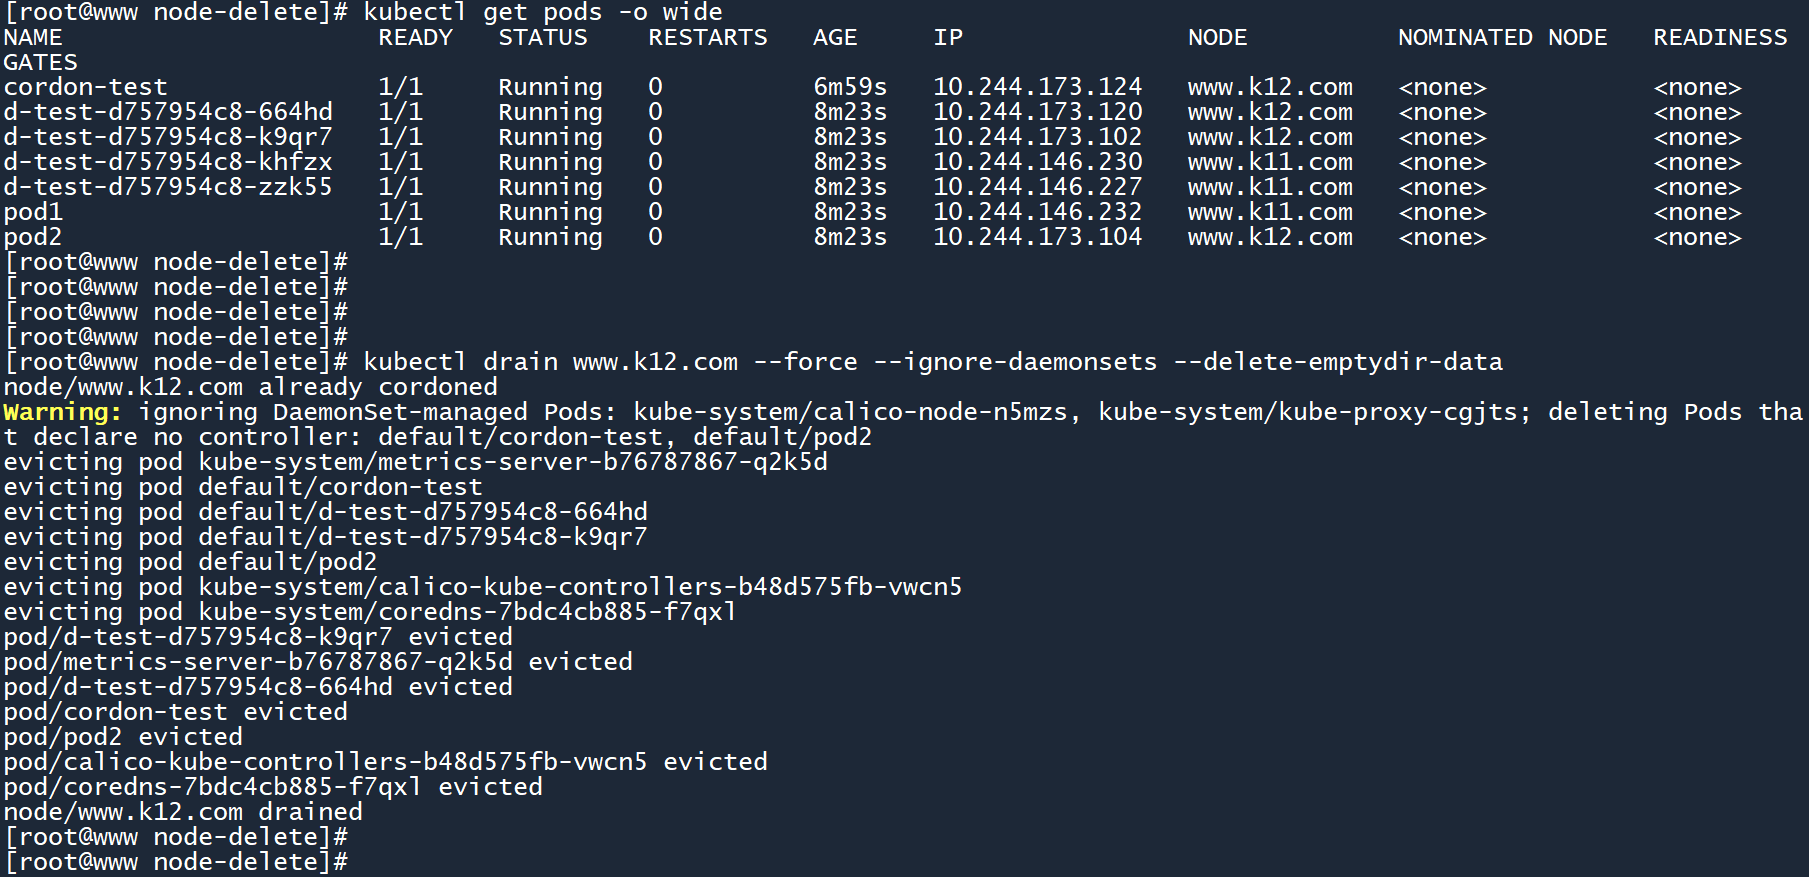 [root@www node-delete]# kubectl get pods -o wide
NAME                     READY   STATUS    RESTARTS   AGE     IP               NODE          NOMINATED NODE   READINESS
GATES
cordon-test              1/1     Running   0          6m59s   10.244.173.124   www.k12.com   <none>           <none>
d-test-d757954c8-664hd   1/1     Running   0          8m23s   10.244.173.120   www.k12.com   <none>           <none>
d-test-d757954c8-k9qr7   1/1     Running   0          8m23s   10.244.173.102   www.k12.com   <none>           <none>
d-test-d757954c8-khfzx   1/1     Running   0          8m23s   10.244.146.230   www.k11.com   <none>           <none>
d-test-d757954c8-zzk55   1/1     Running   0          8m23s   10.244.146.227   www.k11.com   <none>           <none>
pod1                     1/1     Running   0          8m23s   10.244.146.232   www.k11.com   <none>           <none>
pod2                     1/1     Running   0          8m23s   10.244.173.104   www.k12.com   <none>           <none>
[root@www node-delete]#
[root@www node-delete]#
[root@www node-delete]#
[root@www node-delete]#
[root@www node-delete]# kubectl drain www.k12.com --force --ignore-daemonsets --delete-emptydir-data
node/www.k12.com already cordoned
Warning: ignoring DaemonSet-managed Pods: kube-system/calico-node-n5mzs, kube-system/kube-proxy-cgjts; deleting Pods tha
t declare no controller: default/cordon-test, default/pod2
evicting pod kube-system/metrics-server-b76787867-q2k5d
evicting pod default/cordon-test
evicting pod default/d-test-d757954c8-664hd
evicting pod default/d-test-d757954c8-k9qr7
evicting pod default/pod2
evicting pod kube-system/calico-kube-controllers-b48d575fb-vwcn5
evicting pod kube-system/coredns-7bdc4cb885-f7qxl
pod/d-test-d757954c8-k9qr7 evicted
pod/metrics-server-b76787867-q2k5d evicted
pod/d-test-d757954c8-664hd evicted
pod/cordon-test evicted
pod/pod2 evicted
pod/calico-kube-controllers-b48d575fb-vwcn5 evicted
pod/coredns-7bdc4cb885-f7qxl evicted
node/www.k12.com drained
[root@www node-delete]#
[root@www node-delete]#